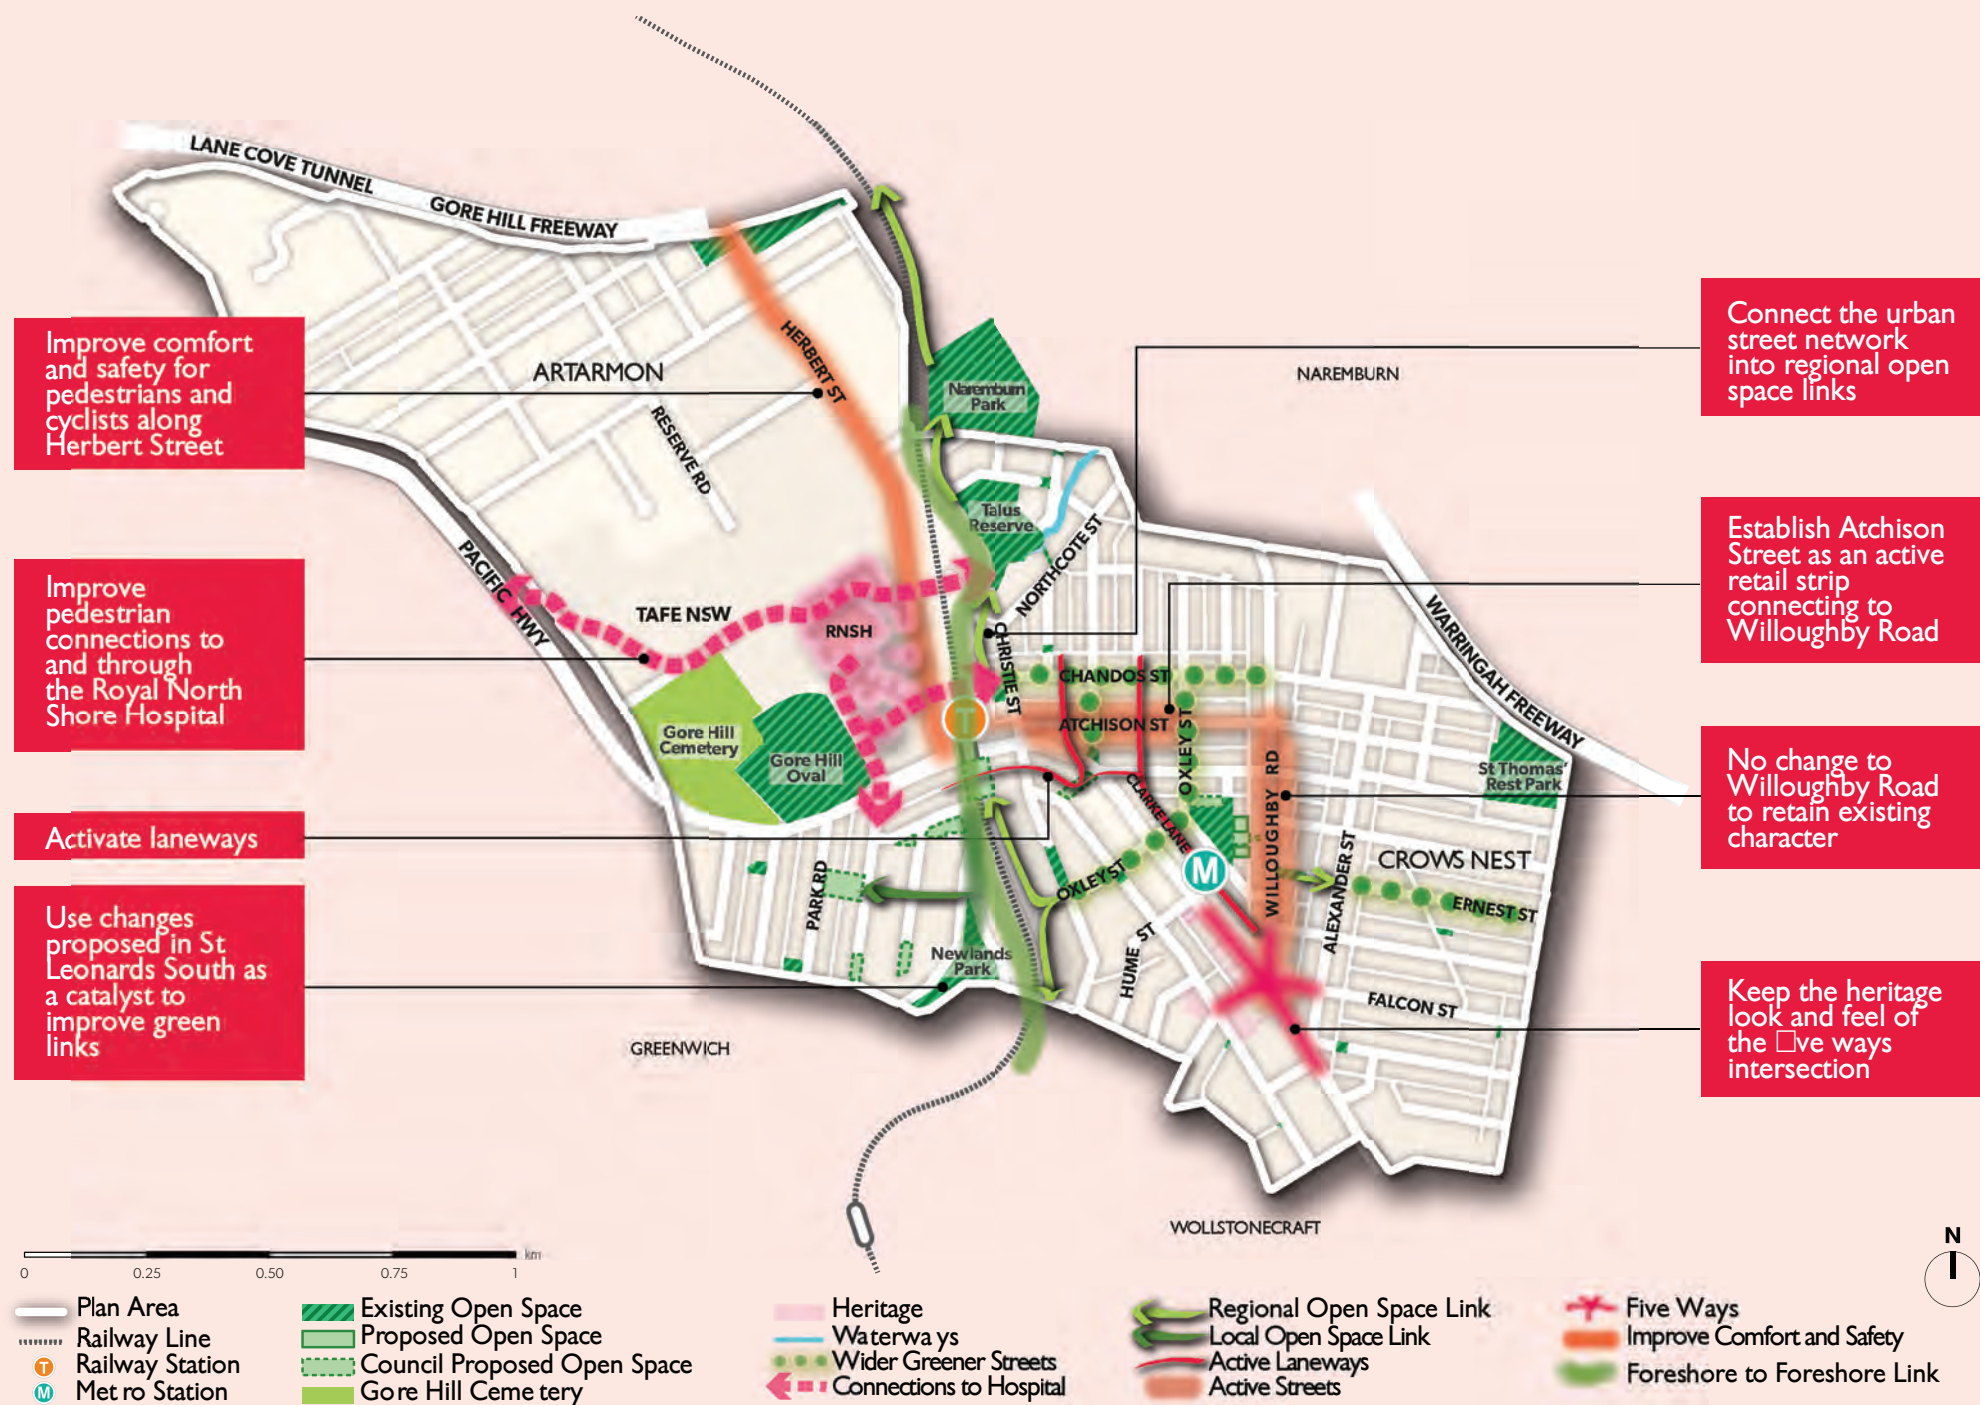 LANE COVE TUNNEL
GORE HILL FREEWAY
Improve comfort
and safety for
pedestrians and
cyclists along
Herbert Street
Improve
pedestrian
connections to
and through
the Royal North
Shore Hospital
Activate laneways
Use changes
proposed in St
Leonards South as
a catalyst to
improve green
links
Connect the urban
street network
into regional open
space links
Establish Atchison
Street as an active
retail strip
connecting to
Willoughby Road
No change to
Willoughby Road
to retain existing
character
Keep the heritage
look and feel of
the □ve ways
intersection
ARTARMON
HERBERT ST
RESERVE RD
PACIFIC HWY
TAFE NSW
RNSH
Gore Hill
Cemetery
Gore Hill
Oval
Naremburn
Park
Talus
Reserve
NORTHCOTE ST
CHRISTIE ST
NAREMBURN
WARRINGAH FREEWAY
CHANDOS ST
ATCHISON ST
OXLEY ST
T
CLARKE LANE
WILLOUGHBY RD
St Thomas'
Rest Park
M
OXLEY ST
ALEXANDER ST
CROWS NEST
ERNEST ST
PARK RD
Newlands
Park
HUME ST
FALCON ST
GREENWICH
WOLLSTONECRAFT
km
0 0.25 0.50 0.75 1
N
Plan Area
Railway Line
T Railway Station
M Metro Station
Existing Open Space
Proposed Open Space
Council Proposed Open Space
Gore Hill Cemetery
Heritage
Waterways
Wider Greener Streets
Connections to Hospital
Regional Open Space Link
Local Open Space Link
Active Laneways
Active Streets
Five Ways
Improve Comfort and Safety
Foreshore to Foreshore Link